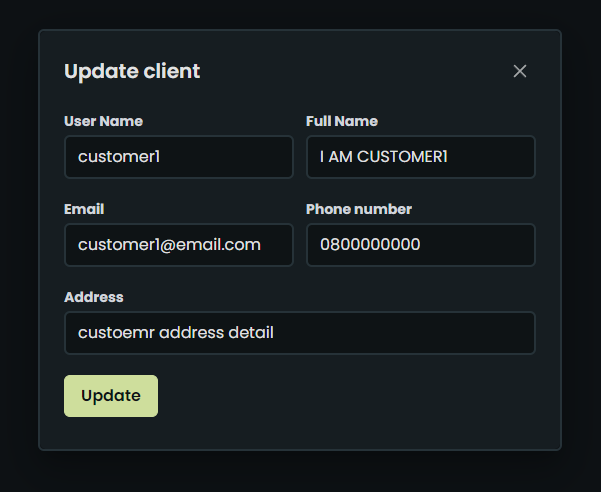 Update client
User Name
Full Name
customer1
I AM CUSTOMER1
Email
Phone number
customer1@email.com
0800000000
Address
custoemr address detail
Update